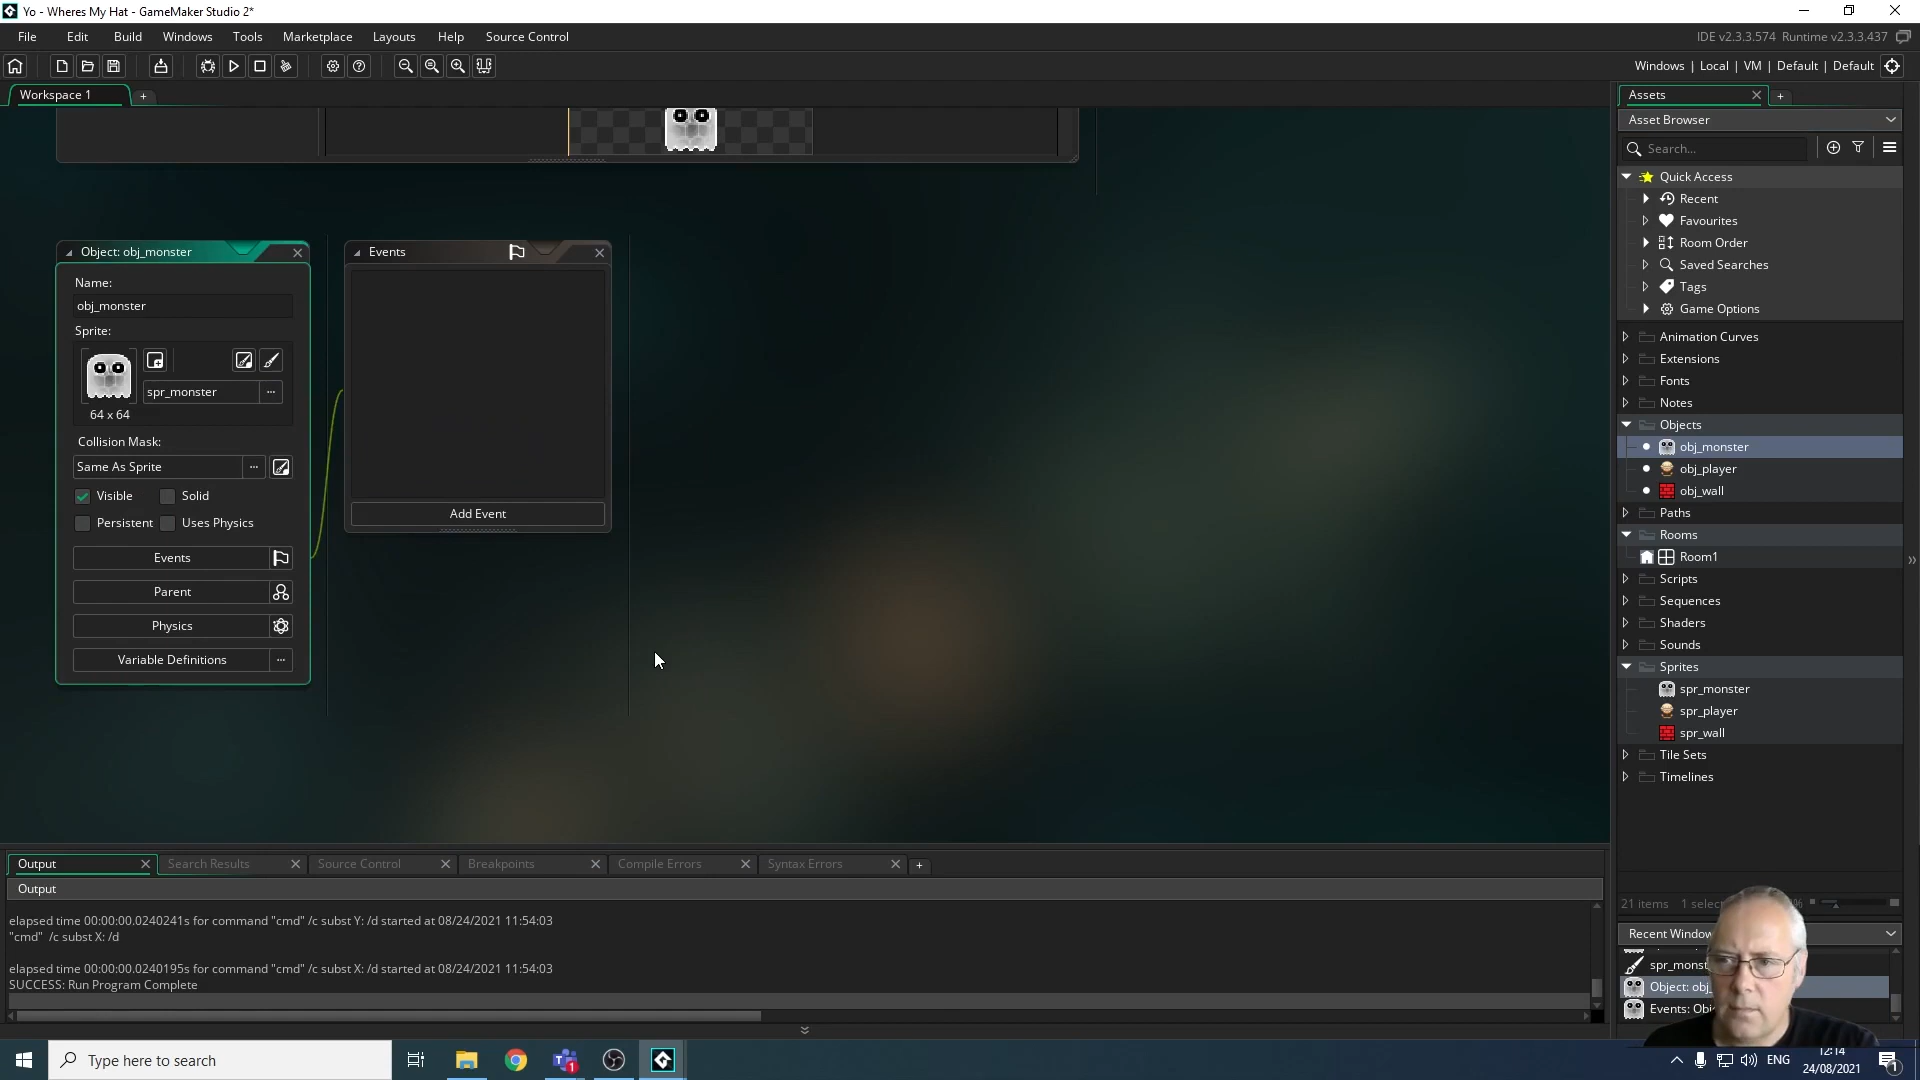 Yo - Wheres My Hat - GameMaker Studio 2*
File Edit Build Windows Tools Marketplace Layouts Help Source Control
IDE v2.3.3.574 Runtime v2.3.3.437
Windows | Local | VM | Default | Default
Workspace 1
Assets
Asset Browser
Search...
Quick Access
Recent
Favourites
Room Order
Saved Searches
Tags
Game Options
Animation Curves
Extensions
Fonts
Notes
Objects
obj_monster
obj_player
obj_wall
Paths
Rooms
Room1
Scripts
Sequences
Shaders
Sounds
Sprites
spr_monster
spr_player
spr_wall
Tile Sets
Timelines
Object: obj_monster
Name:
obj_monster
Sprite:
spr_monster
64 x 64
Collision Mask:
Same As Sprite
Visible Solid
Persistent Uses Physics
Events
Parent
Physics
Variable Definitions
Events
Add Event
Output Search Results Source Control Breakpoints Compile Errors Syntax Errors
Output
elapsed time 00:00:00.0240241s for command "cmd" /c subst Y: /d started at 08/24/2021 11:54:03
"cmd" /c subst X: /d
elapsed time 00:00:00.0240195s for command "cmd" /c subst X: /d started at 08/24/2021 11:54:03
SUCCESS: Run Program Complete
21 items 1 selec
Recent Window
spr_monst
Object: obj_
Events: Obj
Type here to search
ENG
12:14
24/08/2021